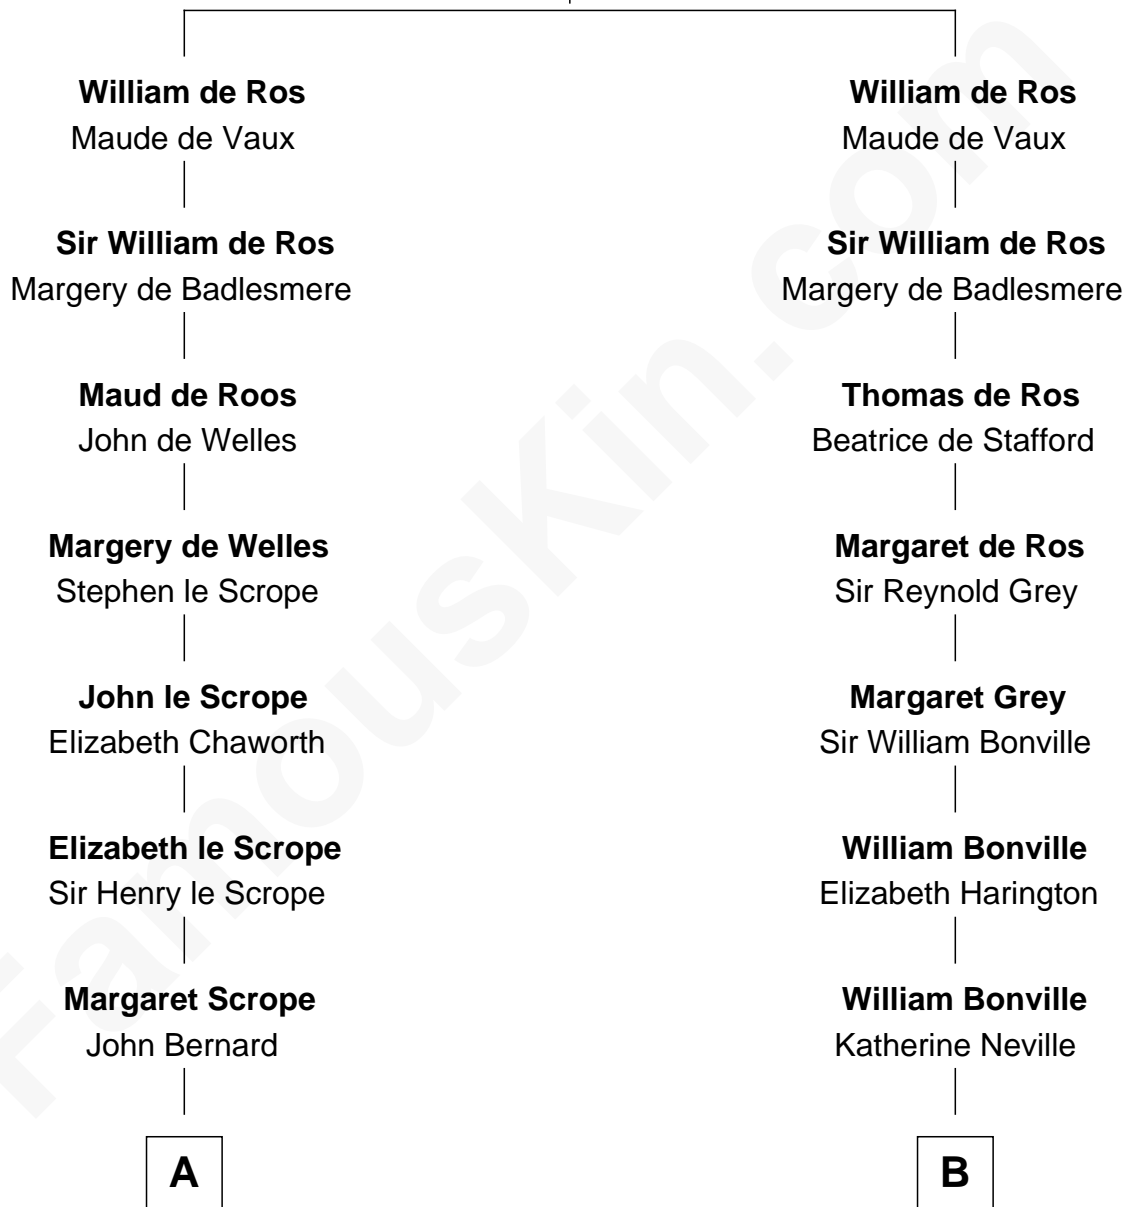 William de Ros
Maude de Vaux
Sir William de Ros
Margery de Badlesmere
Maud de Roos
John de Welles
Margery de Welles
Stephen le Scrope
John le Scrope
Elizabeth Chaworth
Elizabeth le Scrope
Sir Henry le Scrope
Margaret Scrope
John Bernard
A
William de Ros
Maude de Vaux
Sir William de Ros
Margery de Badlesmere
Thomas de Ros
Beatrice de Stafford
Margaret de Ros
Sir Reynold Grey
Margaret Grey
Sir William Bonville
William Bonville
Elizabeth Harington
William Bonville
Katherine Neville
B
FamousKin.com